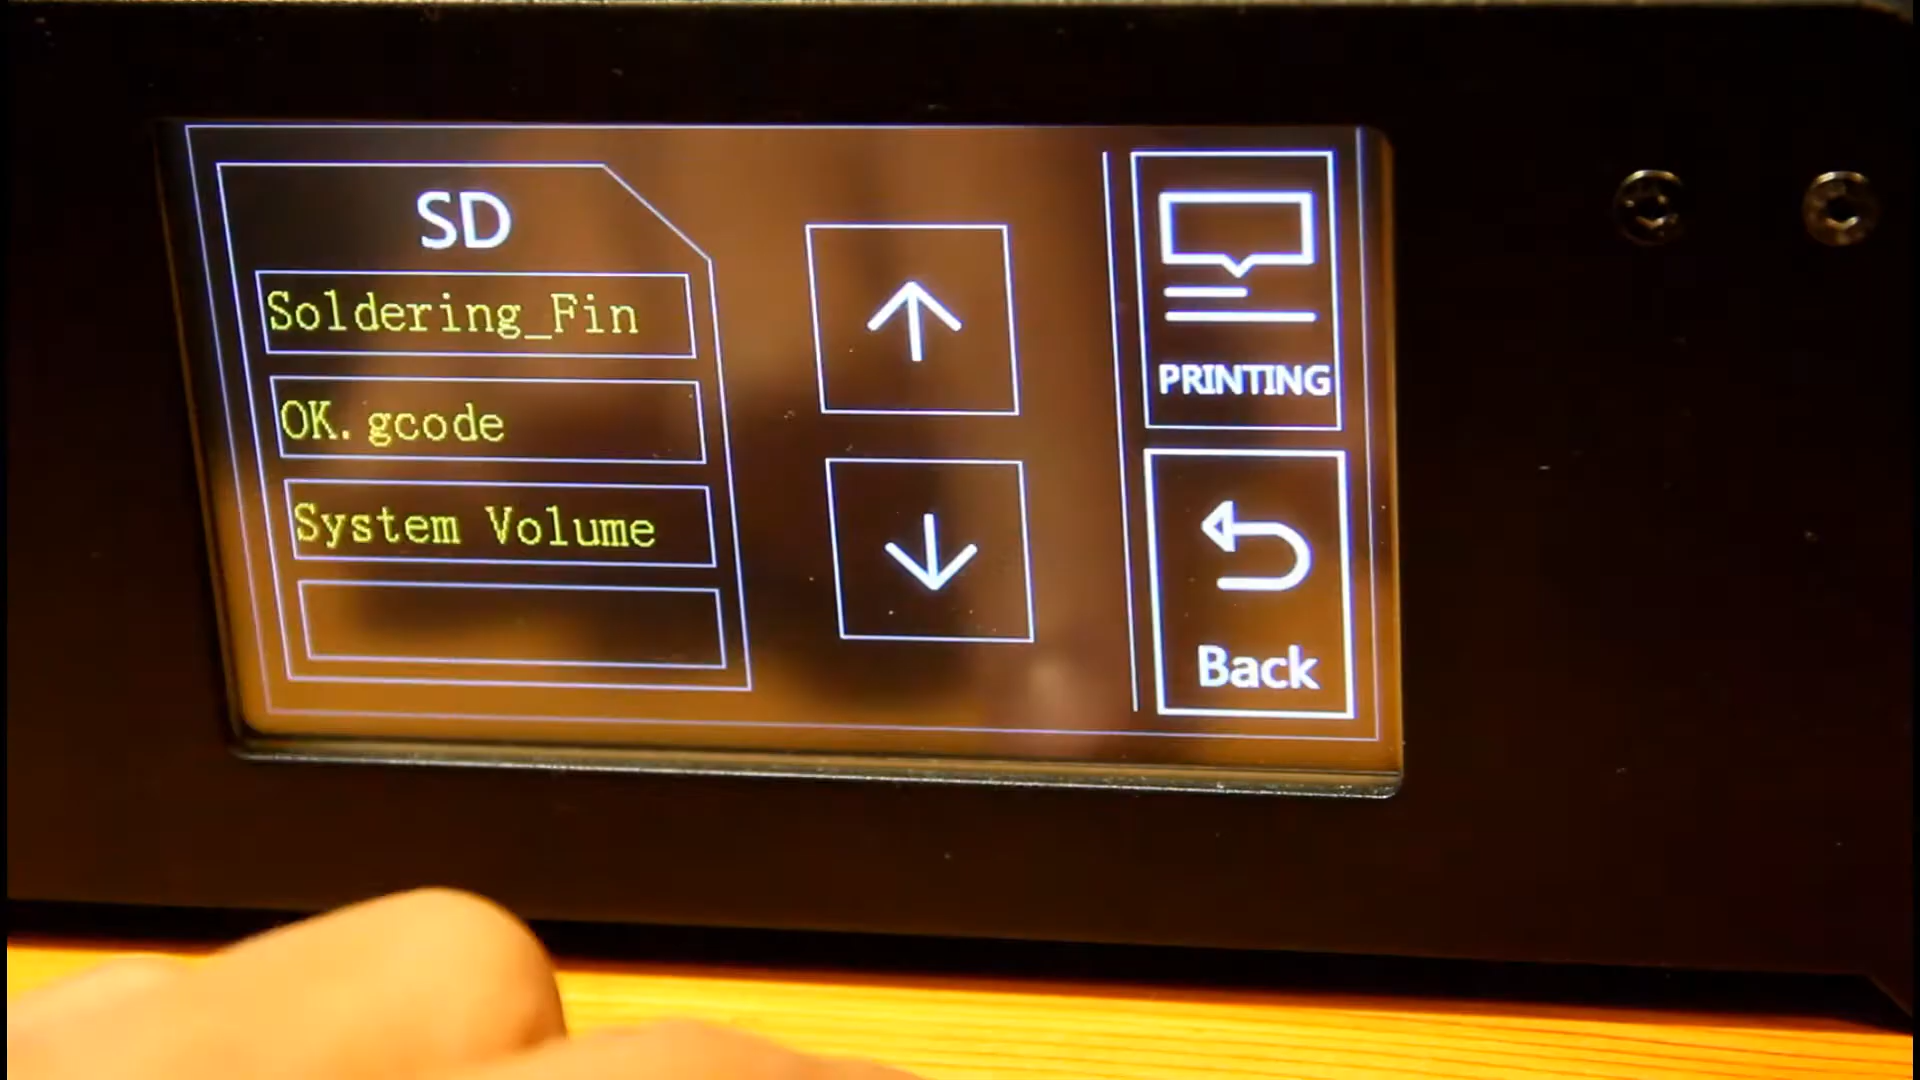 SD
Soldering_Fin
OK.gcode
System Volume
PRINTING
Back